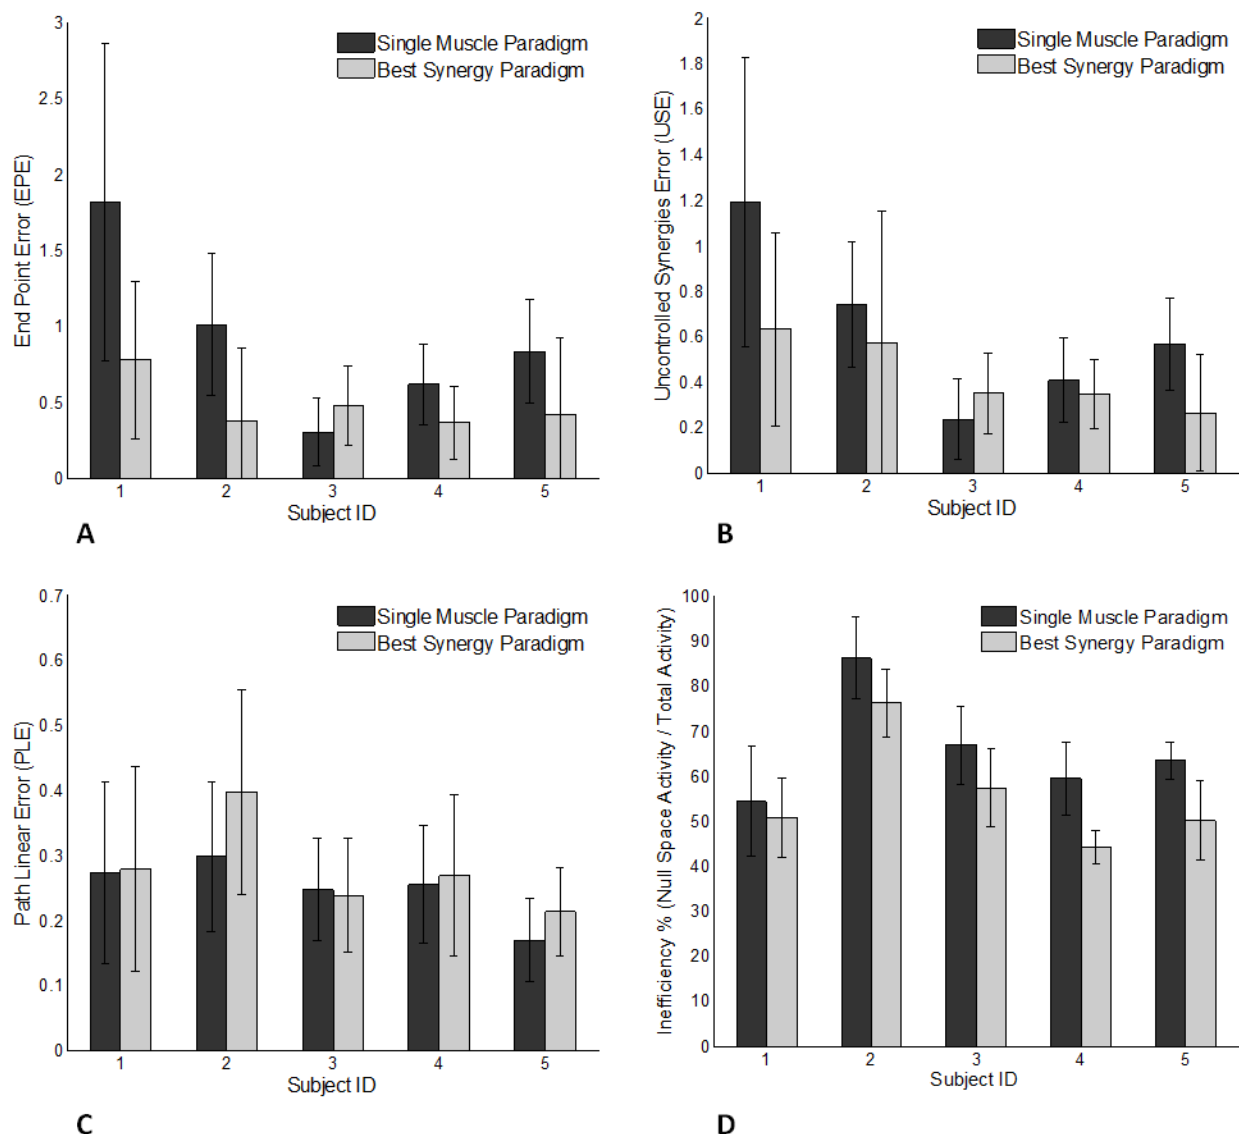 3
2.5
2
1.5
1
0.5
0
End Point Error (EPE)
Single Muscle Paradigm
Best Synergy Paradigm
1 2 3 4 5
Subject ID
A
2
1.8
1.6
1.4
1.2
1
0.8
0.6
0.4
0.2
0
Uncontrolled Synergies Error (USE)
Single Muscle Paradigm
Best Synergy Paradigm
1 2 3 4 5
Subject ID
B
0.7
0.6
0.5
0.4
0.3
0.2
0.1
0
Path Linear Error (PLE)
Single Muscle Paradigm
Best Synergy Paradigm
1 2 3 4 5
Subject ID
C
100
90
80
70
60
50
40
30
20
10
0
Inefficiency % (Null Space Activity / Total Activity)
Single Muscle Paradigm
Best Synergy Paradigm
1 2 3 4 5
Subject ID
D